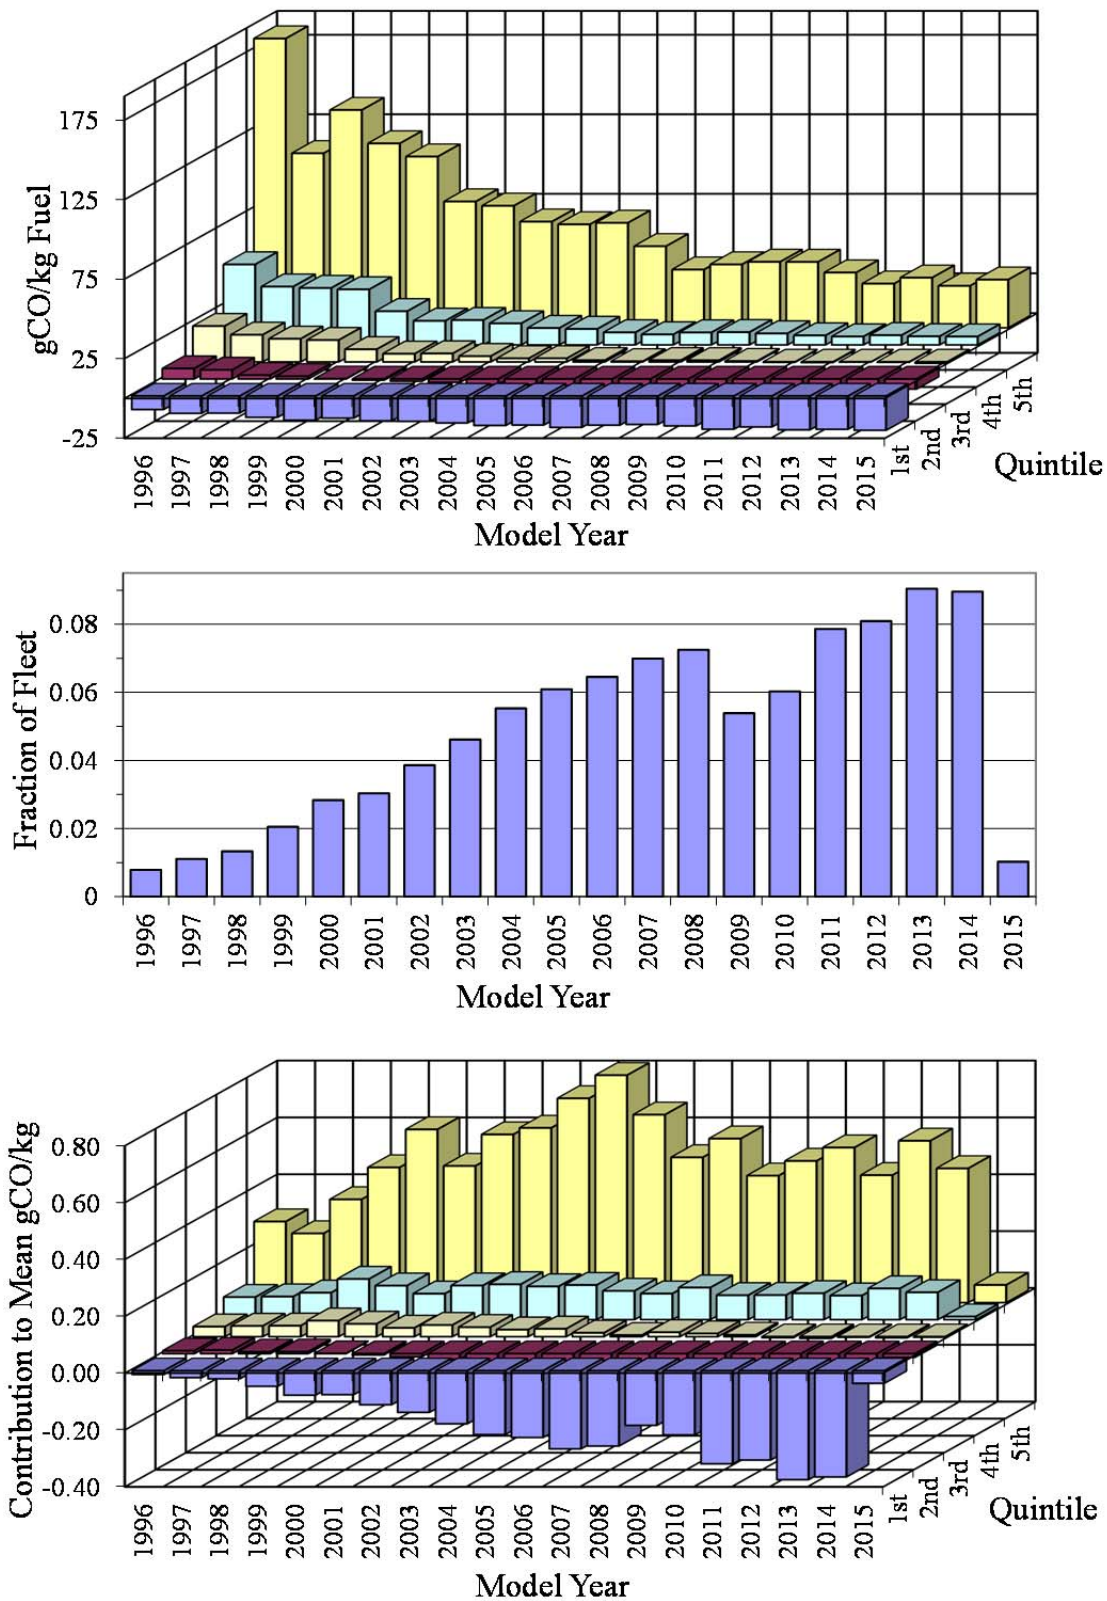 175
125
75
25
-25
gCO/kg Fuel
1996 1997 1998 1999 2000 2001 2002 2003 2004 2005 2006 2007 2008 2009 2010 2011 2012 2013 2014 2015
1st 2nd 3rd 4th 5th
Quintile
Model Year
0.08
0.06
0.04
0.02
0
Fraction of Fleet
1996 1997 1998 1999 2000 2001 2002 2003 2004 2005 2006 2007 2008 2009 2010 2011 2012 2013 2014 2015
Model Year
0.80
0.60
0.40
0.20
0.00
-0.20
-0.40
Contribution to Mean gCO/kg
1996 1997 1998 1999 2000 2001 2002 2003 2004 2005 2006 2007 2008 2009 2010 2011 2012 2013 2014 2015
1st 2nd 3rd 4th 5th
Quintile
Model Year